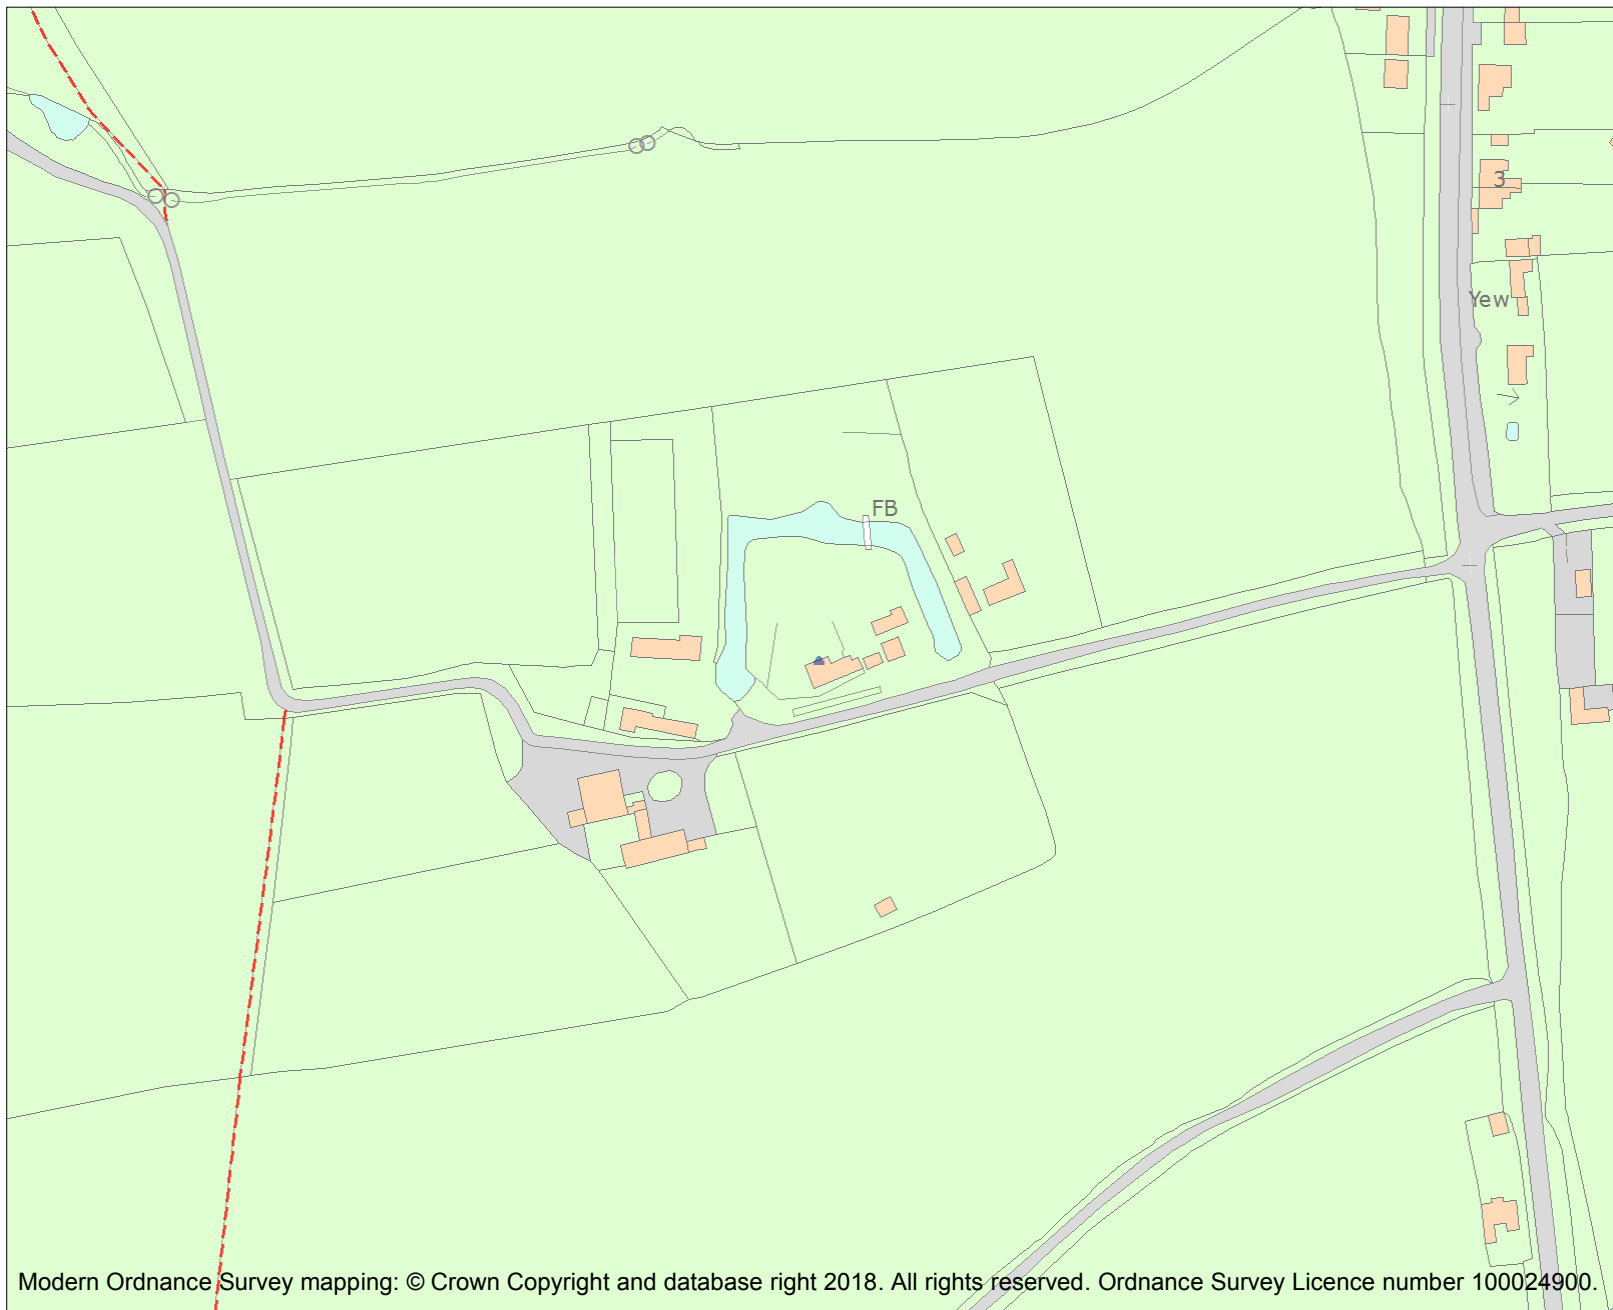 3
Yew
FB
Modern Ordnance Survey mapping: © Crown Copyright and database right 2018. All rights reserved. Ordnance Survey Licence number 100024900.